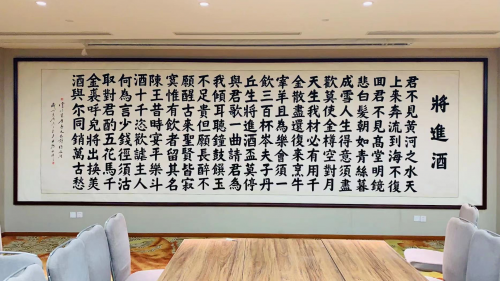 將進酒
君不見黃河之水天
上來奔流到海不復
回君不見高堂明鏡
悲白髮朝如青絲暮
成雪人生得意須盡
歡莫使金樽空對月
天生我材必有用千
金散盡還復來烹牛
宰羊且為樂會須一
飲三百杯岑夫子丹
丘生將進酒莫停
與君歌一曲請君為
我傾耳聽鐘鼓饌玉
不足貴但願長醉不
願醒古來聖賢皆寂
寞惟有飲者留其名
陳王昔時宴平樂斗
酒十千恣歡謔主人
何為言少錢徑須沽
取對君酌五花馬千
金裘呼兒將出換美
酒與爾同銷萬古愁